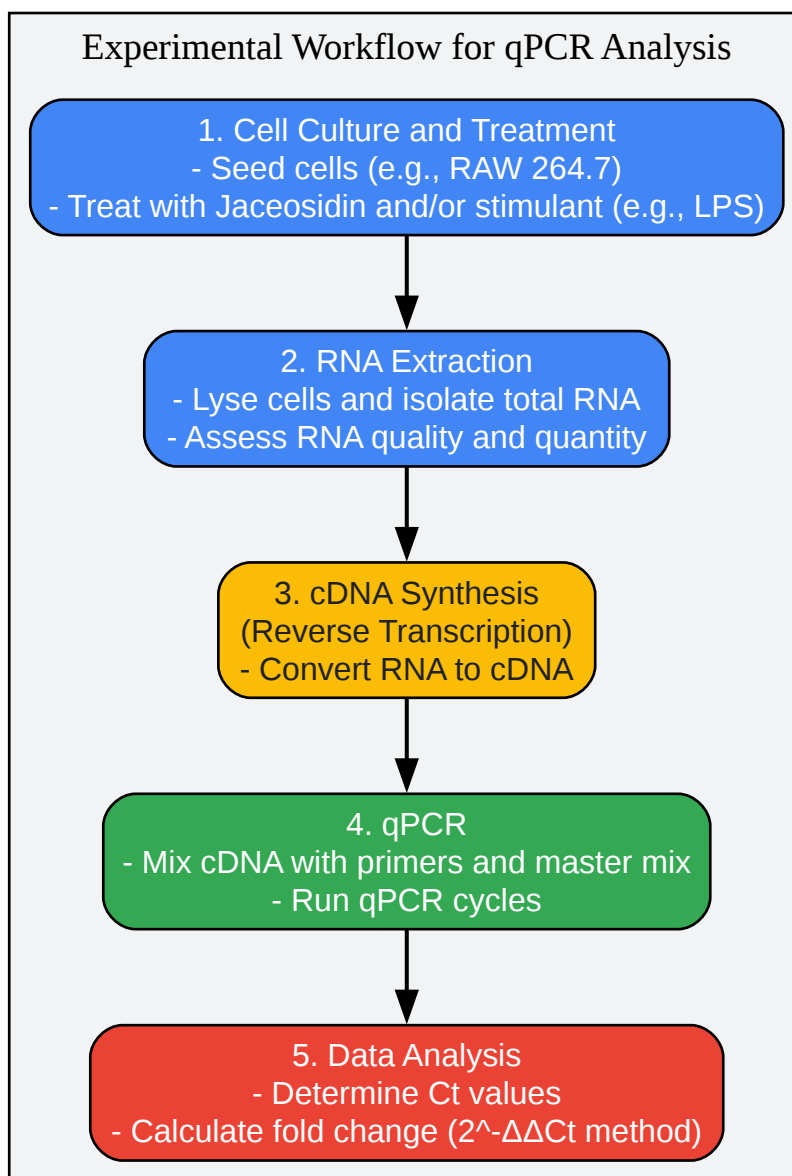 Experimental Workflow for qPCR Analysis
1. Cell Culture and Treatment
- Seed cells (e.g., RAW 264.7)
- Treat with Jaceosidin and/or stimulant (e.g., LPS)
2. RNA Extraction
- Lyse cells and isolate total RNA
- Assess RNA quality and quantity
3. cDNA Synthesis
(Reverse Transcription)
- Convert RNA to cDNA
4. qPCR
- Mix cDNA with primers and master mix
- Run qPCR cycles
5. Data Analysis
- Determine Ct values
- Calculate fold change (2^-ΔΔCt method)